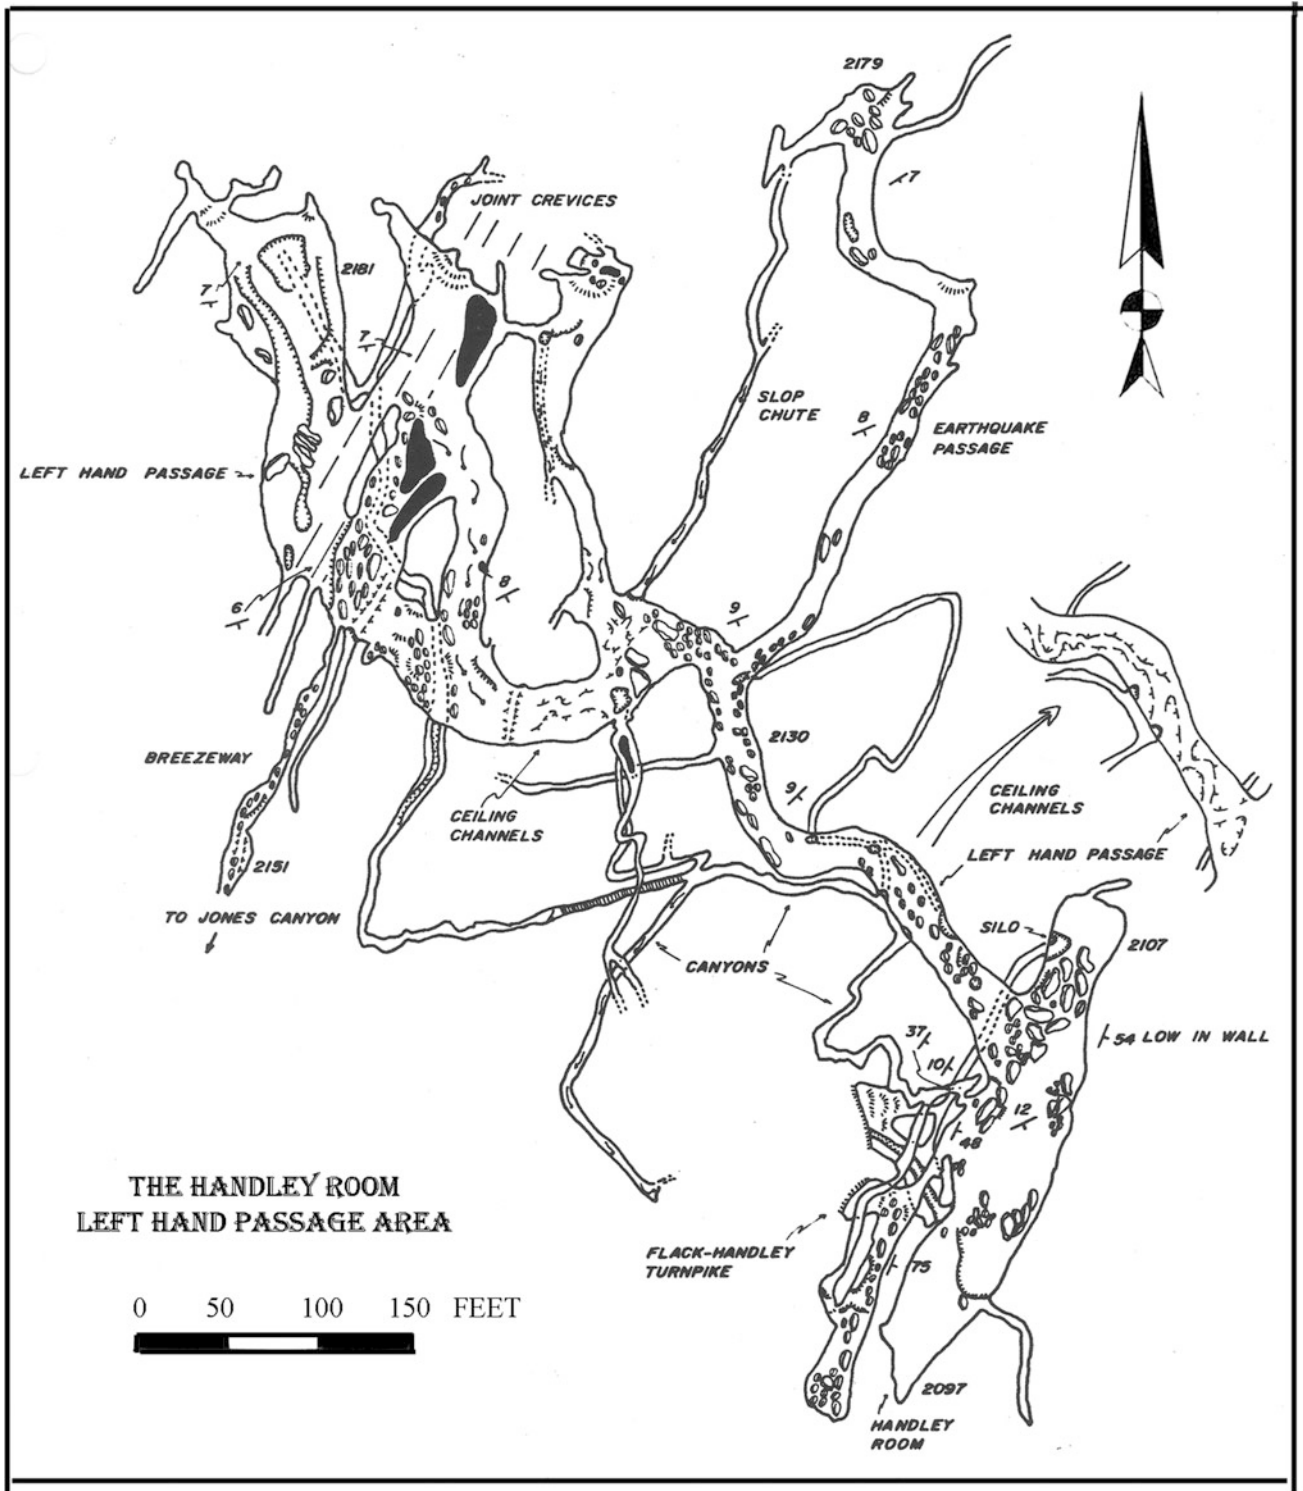 2179
7
JOINT CREVICES
2181
7
7
SLOP
CHUTE
8
EARTHQUAKE
PASSAGE
LEFT HAND PASSAGE
6
8
9
BREEZEWAY
2130
9
CEILING
CHANNELS
CEILING
CHANNELS
LEFT HAND PASSAGE
2151
TO JONES CANYON
SILO
2107
CANYONS
37
10
54 LOW IN WALL
12
48
THE HANDLEY ROOM
LEFT HAND PASSAGE AREA
FLACK-HANDLEY
TURNPIKE
75
0 50 100 150 FEET
2097
HANDLEY
ROOM